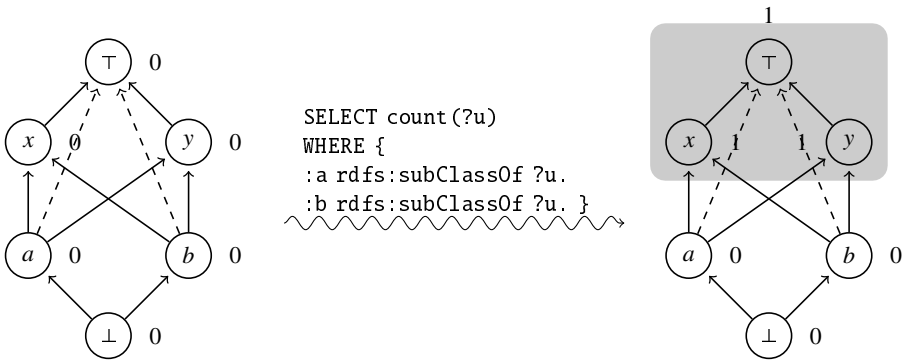 1
⊤ 0
⊤
x 0 y 0
x 1 1 y
SELECT count(?u)
WHERE {
:a rdfs:subClassOf ?u.
:b rdfs:subClassOf ?u. }
a 0 b 0
a 0 b 0
⊥ 0
⊥ 0